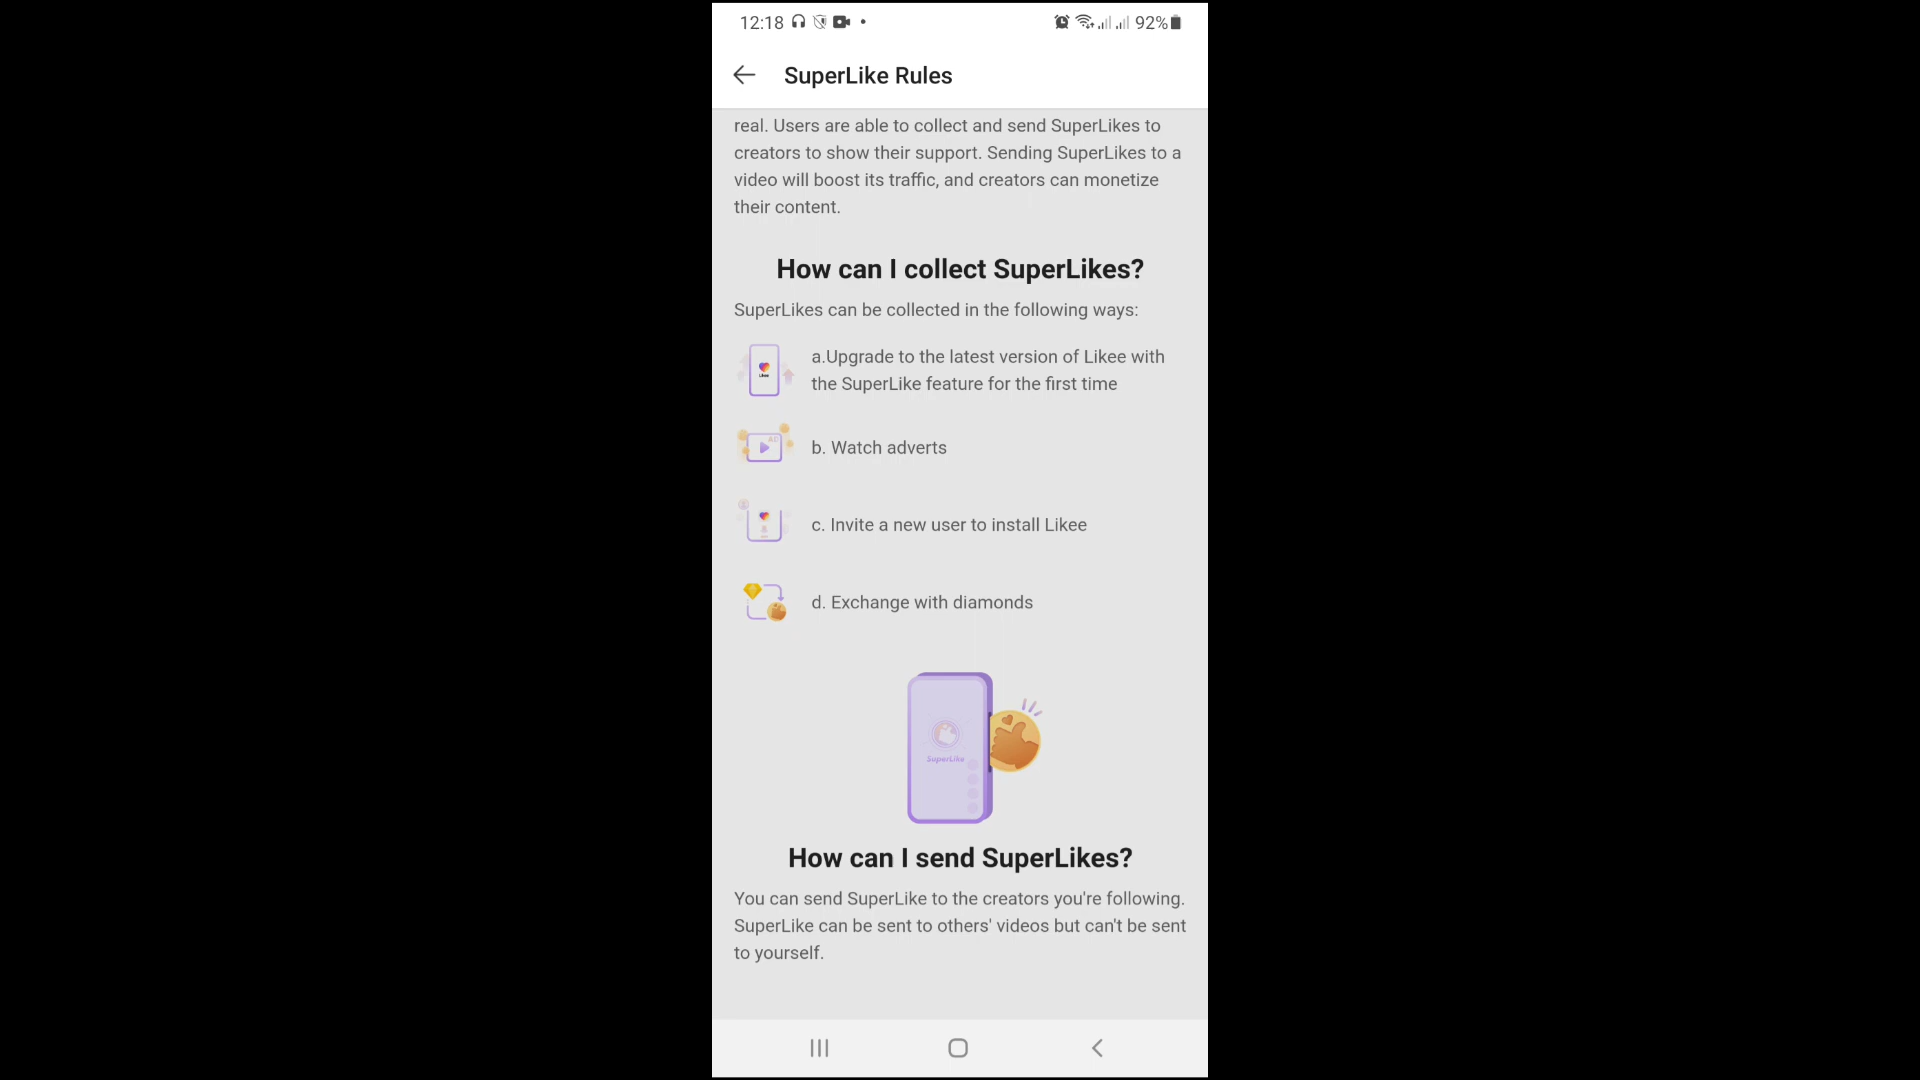 12:18 92%
SuperLike Rules
real. Users are able to collect and send SuperLikes to
creators to show their support. Sending SuperLikes to a
video will boost its traffic, and creators can monetize
their content.
How can I collect SuperLikes?
SuperLikes can be collected in the following ways:
a.Upgrade to the latest version of Likee with
the SuperLike feature for the first time
Likee
b. Watch adverts
AD
c. Invite a new user to install Likee
d. Exchange with diamonds
SuperLike
How can I send SuperLikes?
You can send SuperLike to the creators you're following.
SuperLike can be sent to others' videos but can't be sent
to yourself.